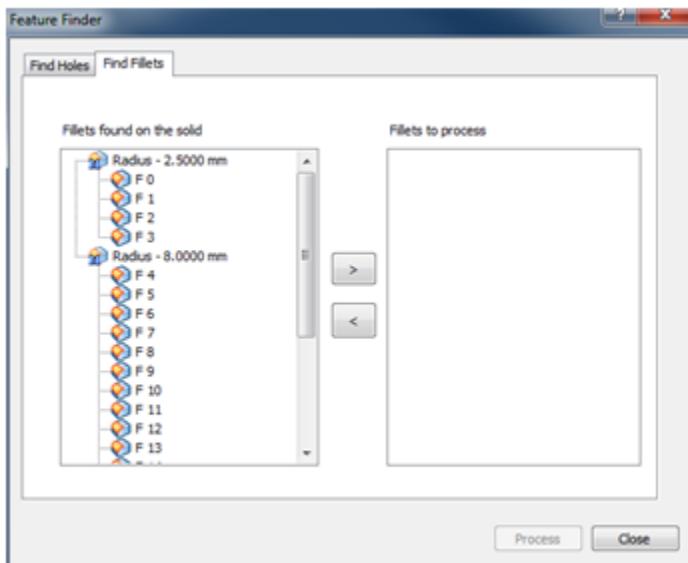 Feature Finder
?
x
Find Holes
Find Fillets
Fillets found on the solid
Radius - 2.5000 mm
F 0
F 1
F 2
F 3
Radius - 8.0000 mm
F 4
F 5
F 6
F 7
F 8
F 9
F 10
F 11
F 12
F 13
>
<
Fillets to process
Process
Close